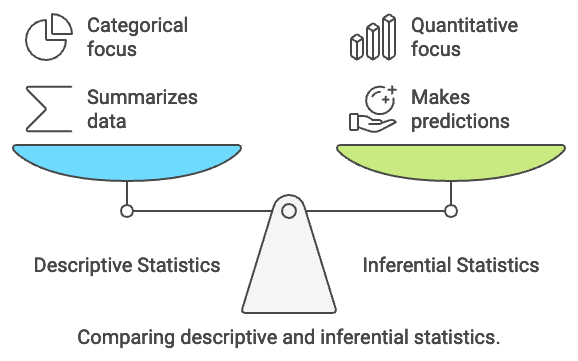 Categorical
focus
Quantitative
focus
Summarizes
data
Makes
predictions
Descriptive Statistics
Inferential Statistics
Comparing descriptive and inferential statistics.